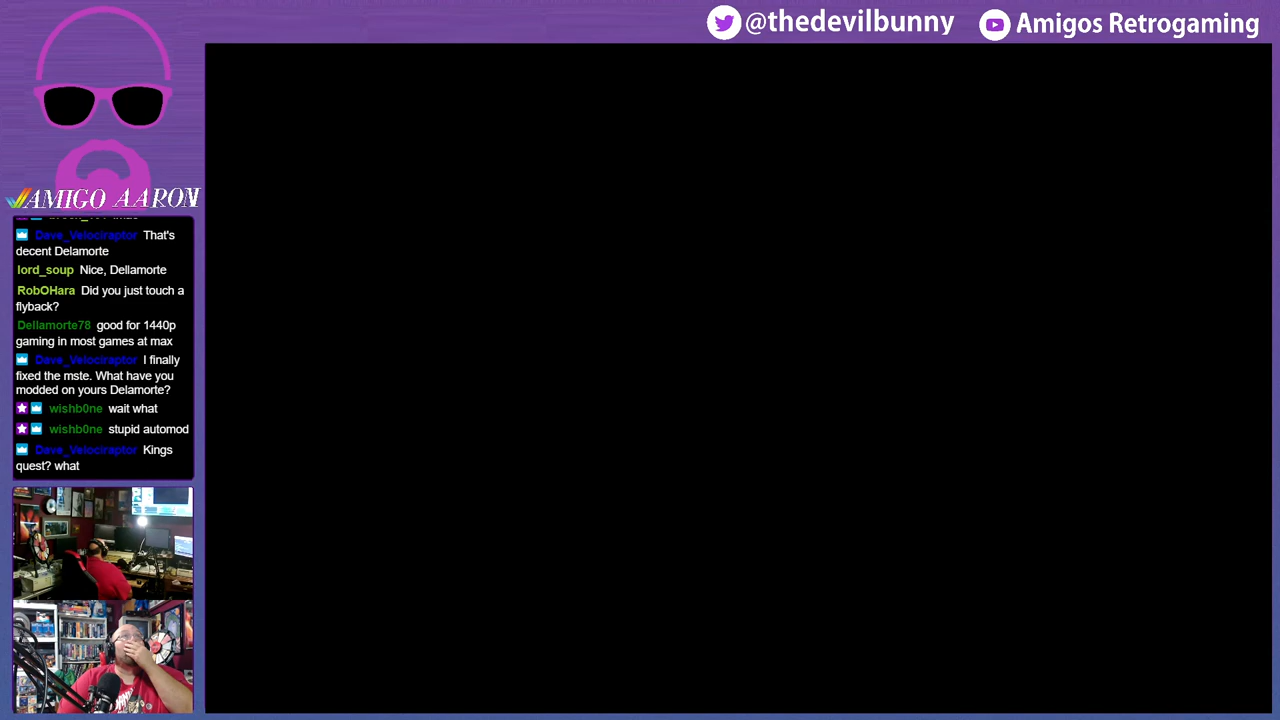 @thedevilbunny
Amigos Retrogaming
AMIGO AARON
Dave_Velociraptor That's
decent Delamorte
lord_soup Nice, Dellamorte
RobOHara Did you just touch a
flyback?
Dellamorte78 good for 1440p
gaming in most games at max
Dave_Velociraptor I finally
fixed the mste. What have you
modded on yours Delamorte?
wishb0ne wait what
wishb0ne stupid automod
Dave_Velociraptor Kings
quest? what